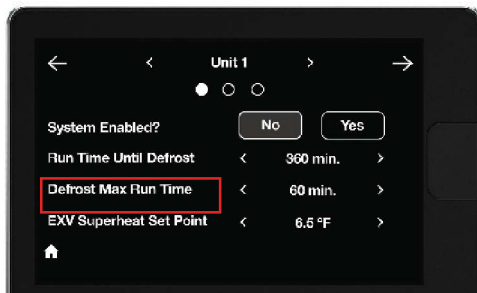 Unit 1
System Enabled? No Yes
Run Time Until Defrost 360 min.
Defrost Max Run Time 60 min.
EXV Superheat Set Point 6.5 ºF